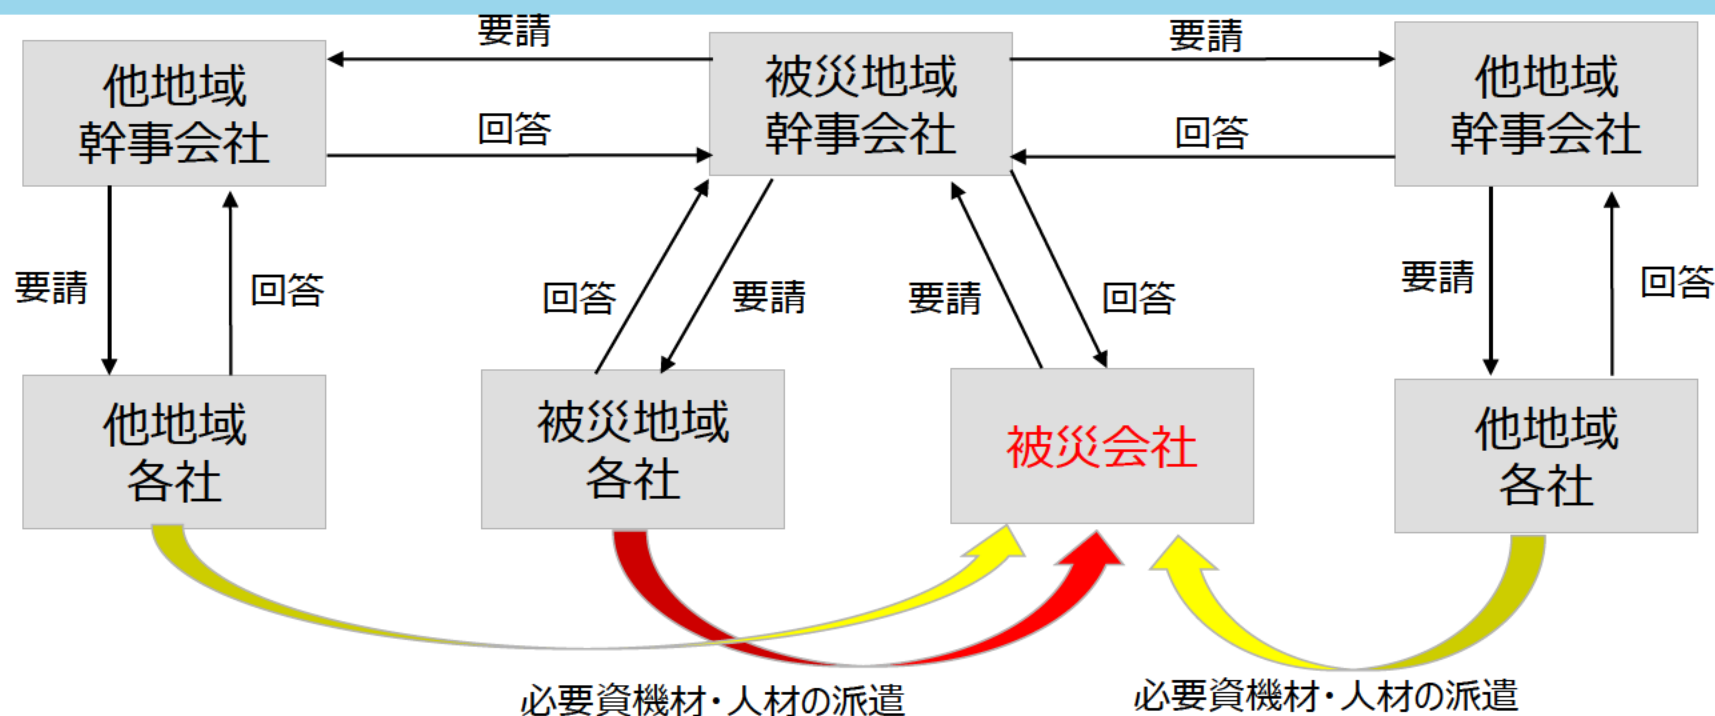 要請
要請
他地域
幹事会社
被災地域
幹事会社
他地域
幹事会社
回答
回答
要請
回答
回答
要請
要請
回答
要請
回答
他地域
各社
被災地域
各社
被災会社
他地域
各社
必要資機材・人材の派遣
必要資機材・人材の派遣